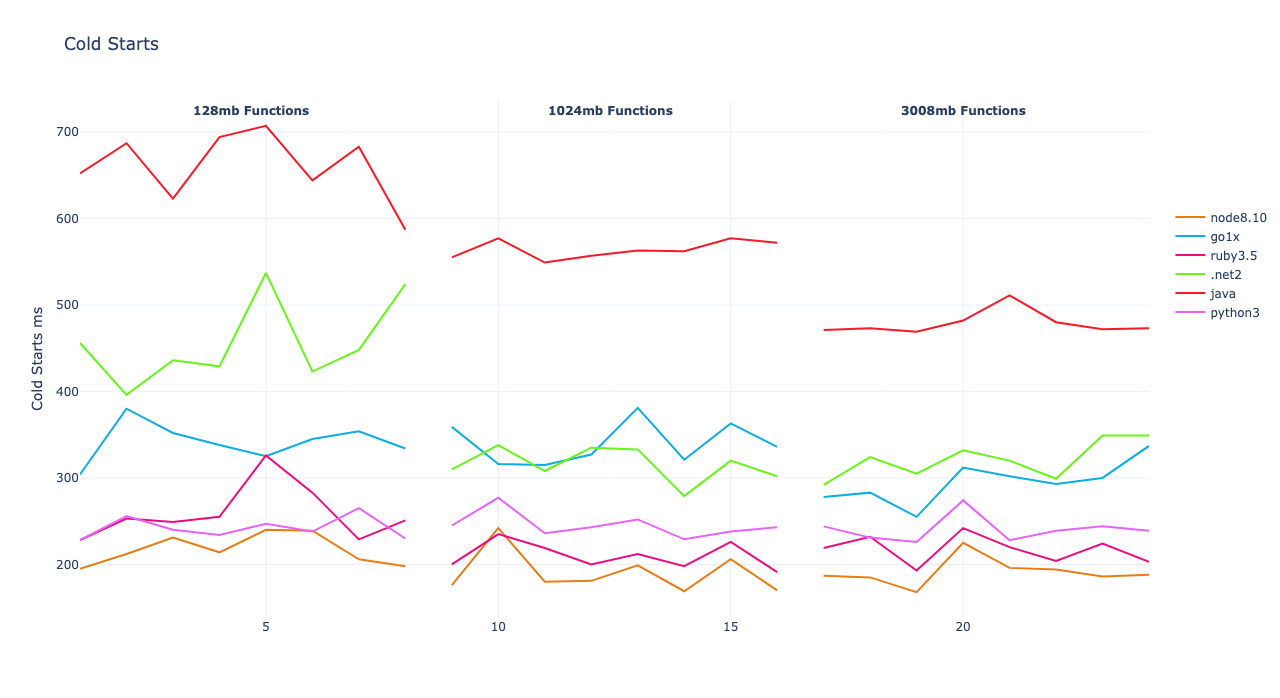 Cold Starts
128mb Functions
1024mb Functions
3008mb Functions
Cold Starts ms
700
600
500
400
300
200
5
10
15
20
node8.10
go1x
ruby3.5
.net2
java
python3